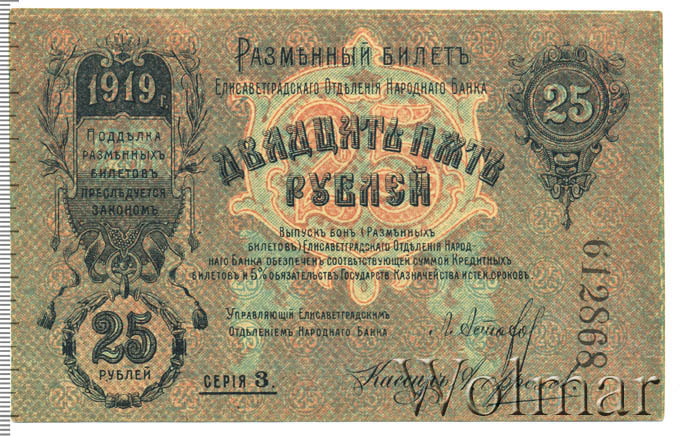 Размѣнный билетъ
Елисаветградскаго Отдѣленія Народнаго Банка
1919 г.
25
Поддѣлка
размѣнныхъ
билетовъ
преслѣдуется
закономъ
Двадцать пять
рублей
25
Выпускъ бонъ (размѣнныхъ
билетовъ) Елисаветградскаго Отдѣленія Народ-
наго Банка обезпеченъ соотвѣтствующей суммой Кредитныхъ
билетовъ и 5% обязательствъ Государств. Казначейства истек. сроковъ.
612868
25
рублей
Управляющій Елисаветградскимъ
Отдѣленіемъ Народнаго Банка
Серія 3.
Кассиръ
Wolmar